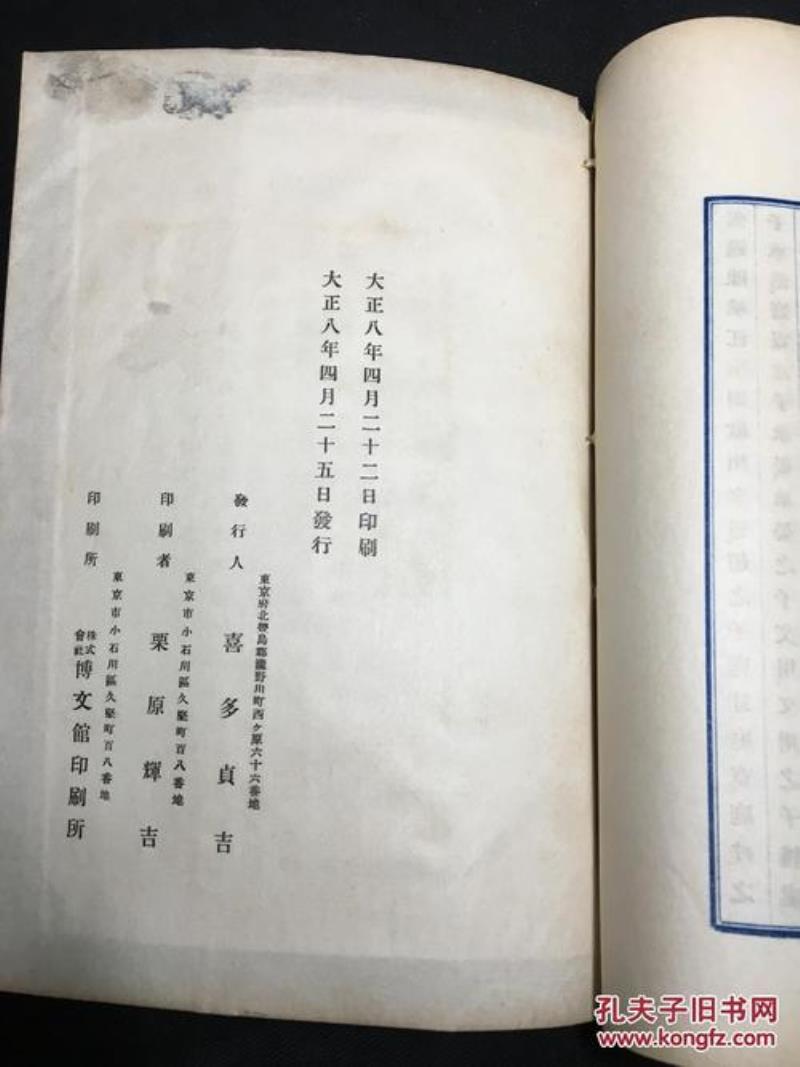 大正八年四月二十二日印刷
大正八年四月二十五日發行
東京府北豐島郡瀧野川町西ケ原六十六番地
發行人 喜多貞吉
東京市小石川區久堅町百八番地
印刷者 栗原輝吉
東京市小石川區久堅町百八番地
印刷所 株式會社 博文館印刷所
孔夫子旧书网
www.kongfz.com